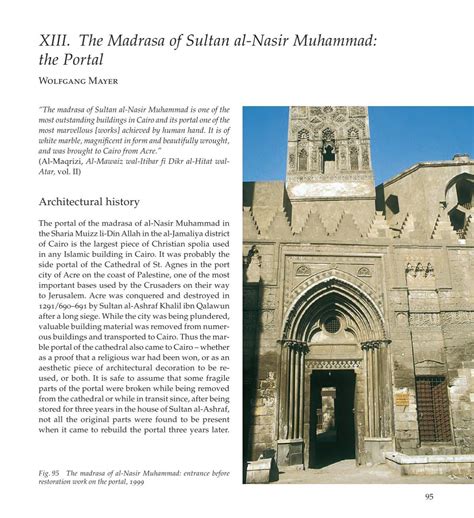 XIII. The Madrasa of Sultan al-Nasir Muhammad:
the Portal
Wolfgang Mayer
"The madrasa of Sultan al-Nasir Muhammad is one of the
most outstanding buildings in Cairo and its portal one of the
most marvellous [works] achieved by human hand. It is of
white marble, magnificent in form and beautifully wrought,
and was brought to Cairo from Acre."
(Al-Maqrizi, Al-Mawaiz wal-Itibar fi Dikr al-Hitat wal-
Atar, vol. II)
Architectural history
The portal of the madrasa of al-Nasir Muhammad in
the Sharia Muizz li-Din Allah in the al-Jamaliya district
of Cairo is the largest piece of Christian spolia used
in any Islamic building in Cairo. It was probably the
side portal of the Cathedral of St. Agnes in the port
city of Acre on the coast of Palestine, one of the most
important bases used by the Crusaders on their way
to Jerusalem. Acre was conquered and destroyed in
1291/690–691 by Sultan al-Ashraf Khalil ibn Qalawun
after a long siege. While the city was being plundered,
valuable building material was removed from numer-
ous buildings and transported to Cairo. Thus the mar-
ble portal of the cathedral also came to Cairo – whether
as a proof that a religious war had been won, or as an
aesthetic piece of architectural decoration to be re-
used, or both. It is safe to assume that some fragile
parts of the portal were broken while being removed
from the cathedral or while in transit since, after being
stored for three years in the house of Sultan al-Ashraf,
not all the original parts were found to be present
when it came to rebuild the portal three years later.
Fig. 95 The madrasa of al-Nasir Muhammad: entrance before
restoration work on the portal, 1999
95